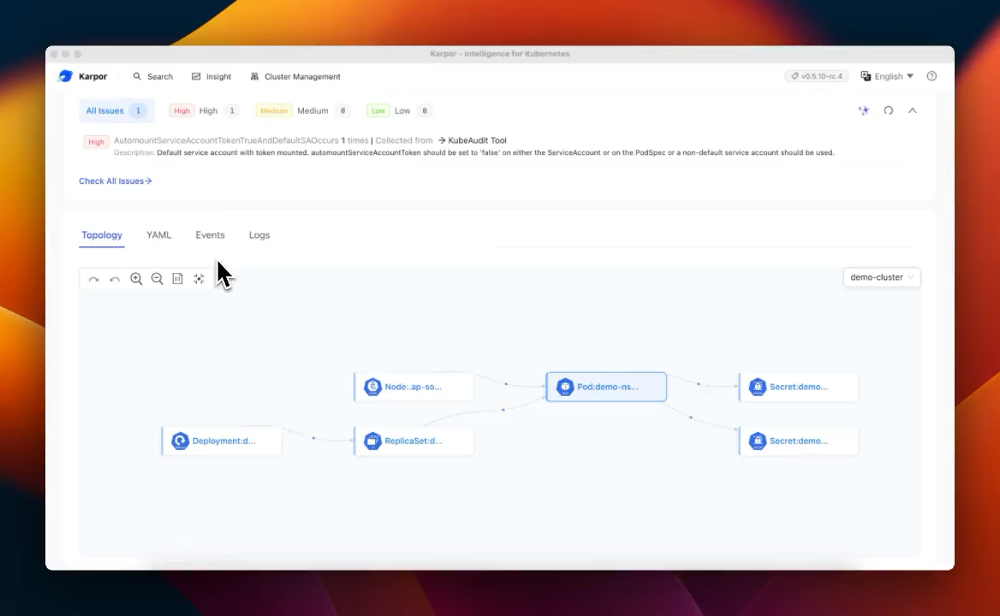 Karpor - Intelligence for Kubernetes
Karpor Search Insight Cluster Management v0.5.10-rc.4 English
All Issues 1 High High 1 Medium Medium 0 Low Low 0
High AutomountServiceAccountTokenTrueAndDefaultSAOccurs 1 times | Collected from → KubeAudit Tool
Description: Default service account with token mounted. automountServiceAccountToken should be set to 'false' on either the ServiceAccount or on the PodSpec or a non-default service account should be used.
Check All Issues→
Topology YAML Events Logs
demo-cluster
Node:.ap-so... Pod:demo-ns... Secret:demo...
Deployment:d... ReplicaSet:d... Secret:demo...